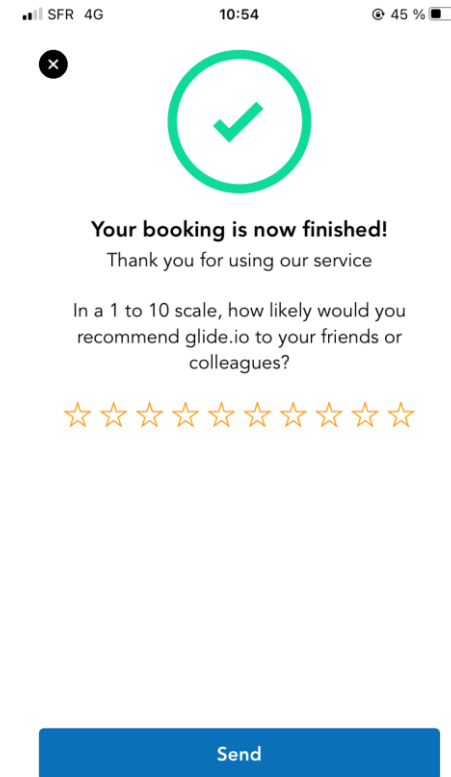 SFR 4G 10:54 45 %
Your booking is now finished!
Thank you for using our service
In a 1 to 10 scale, how likely would you
recommend glide.io to your friends or
colleagues?
Send